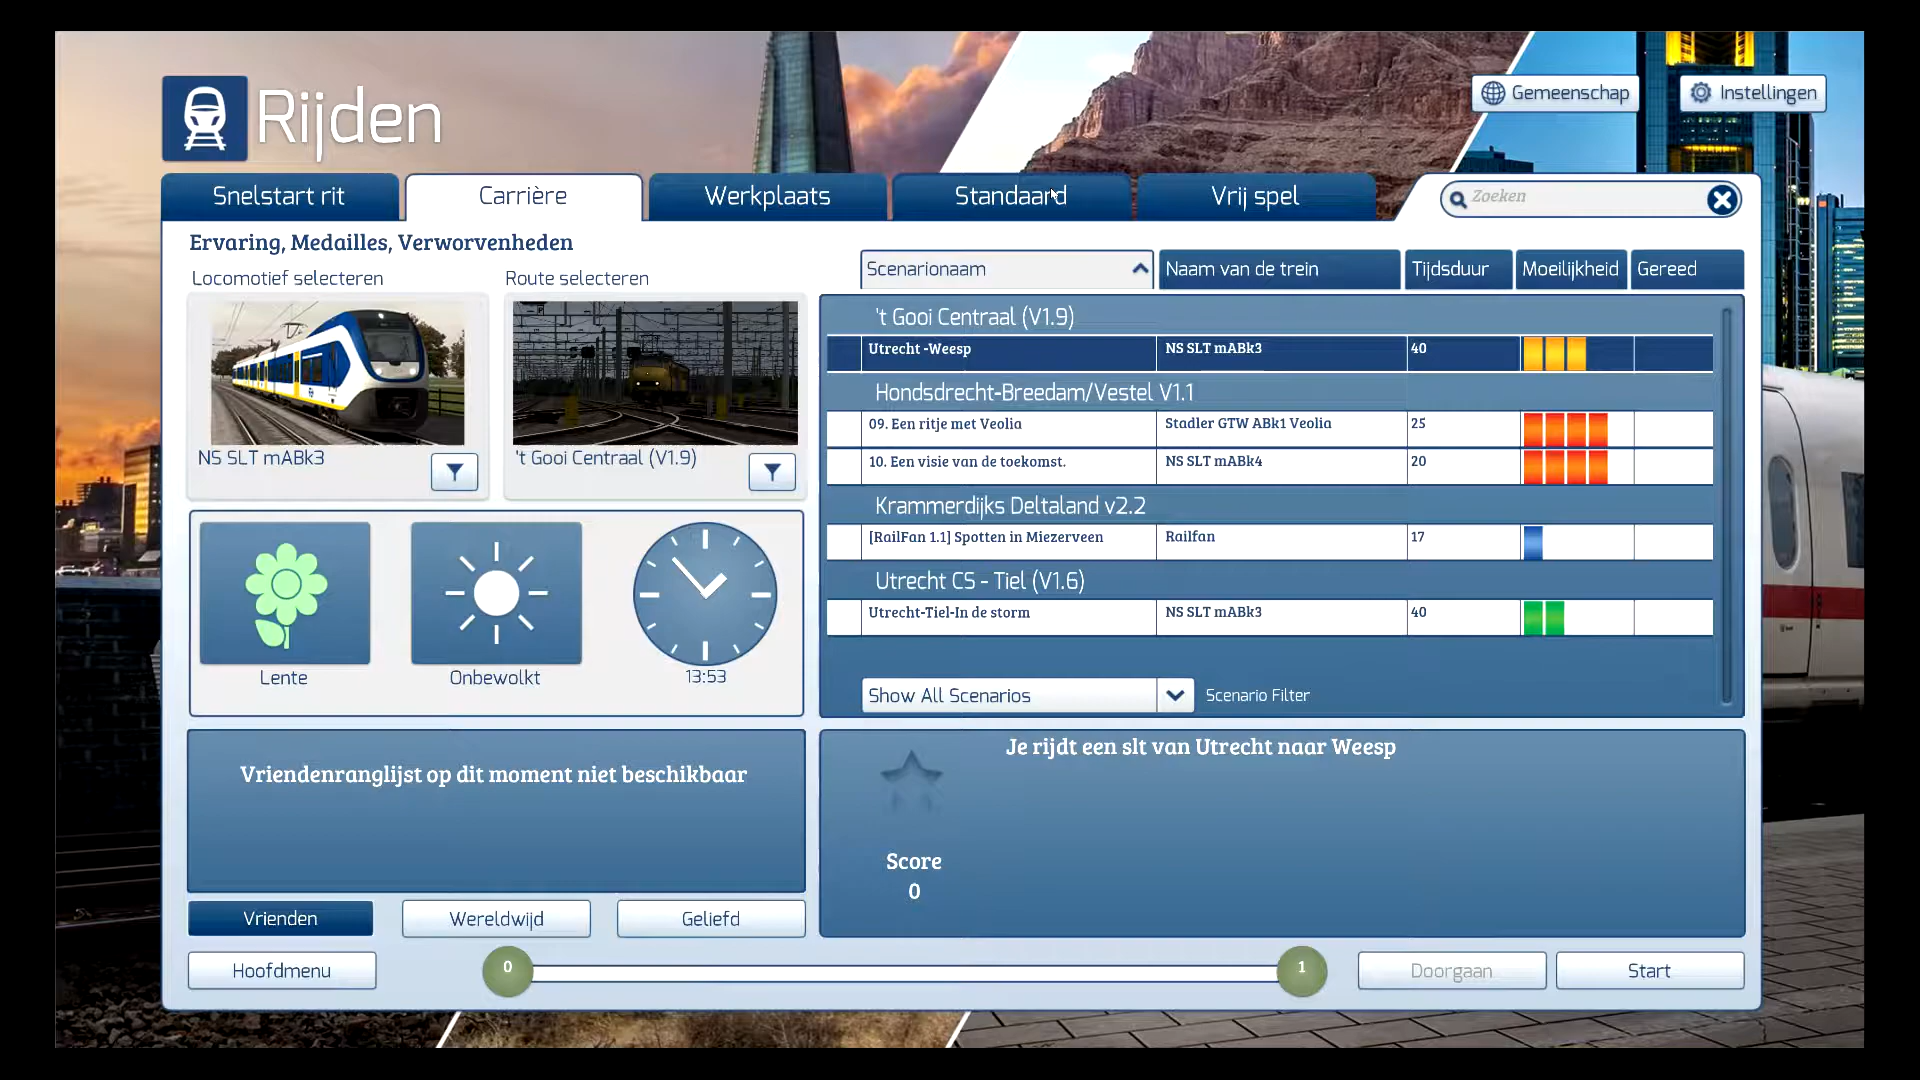 Rijden
Gemeenschap
Instellingen
Snelstart rit
Carrière
Werkplaats
Standaard
Vrij spel
Zoeken
Ervaring, Medailles, Verworvenheden
Locomotief selecteren
Route selecteren
NS SLT mABk3
't Gooi Centraal (V1.9)
Lente
Onbewolkt
13:53
Scenarionaam
Naam van de trein
Tijdsduur
Moeilijkheid
Gereed
't Gooi Centraal (V1.9)
Utrecht -Weesp NS SLT mABk3 40
Hondsdrecht-Breedam/Vestel V1.1
09. Een ritje met Veolia Stadler GTW ABk1 Veolia 25
10. Een visie van de toekomst. NS SLT mABk4 20
Krammerdijks Deltaland v2.2
[RailFan 1.1] Spotten in Miezerveen Railfan 17
Utrecht CS - Tiel (V1.6)
Utrecht-Tiel-In de storm NS SLT mABk3 40
Show All Scenarios
Scenario Filter
Vriendenranglijst op dit moment niet beschikbaar
Je rijdt een slt van Utrecht naar Weesp
Score
0
Vrienden
Wereldwijd
Geliefd
Hoofdmenu
0
1
Doorgaan
Start